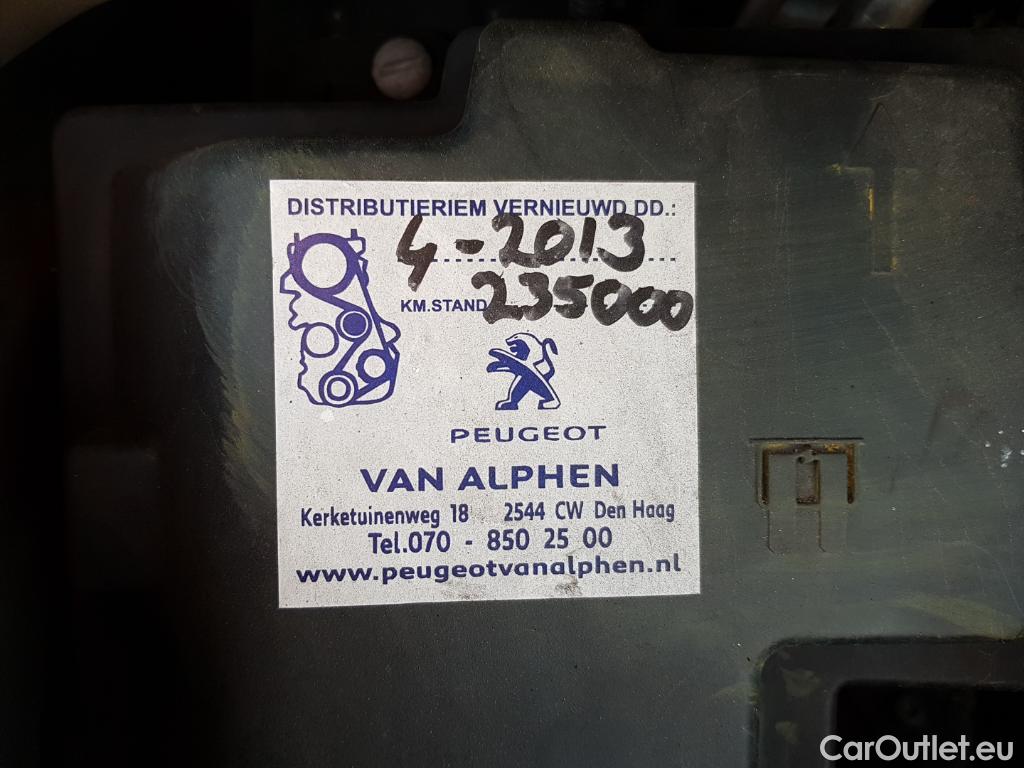 DISTRIBUTIERIEM VERNIEUWD DD.:
4-2013
KM.STAND 235000
PEUGEOT
VAN ALPHEN
Kerketuinenweg 18 2544 CW Den Haag
Tel.070 - 850 25 00
www.peugeotvanalphen.nl
CarOutlet.eu